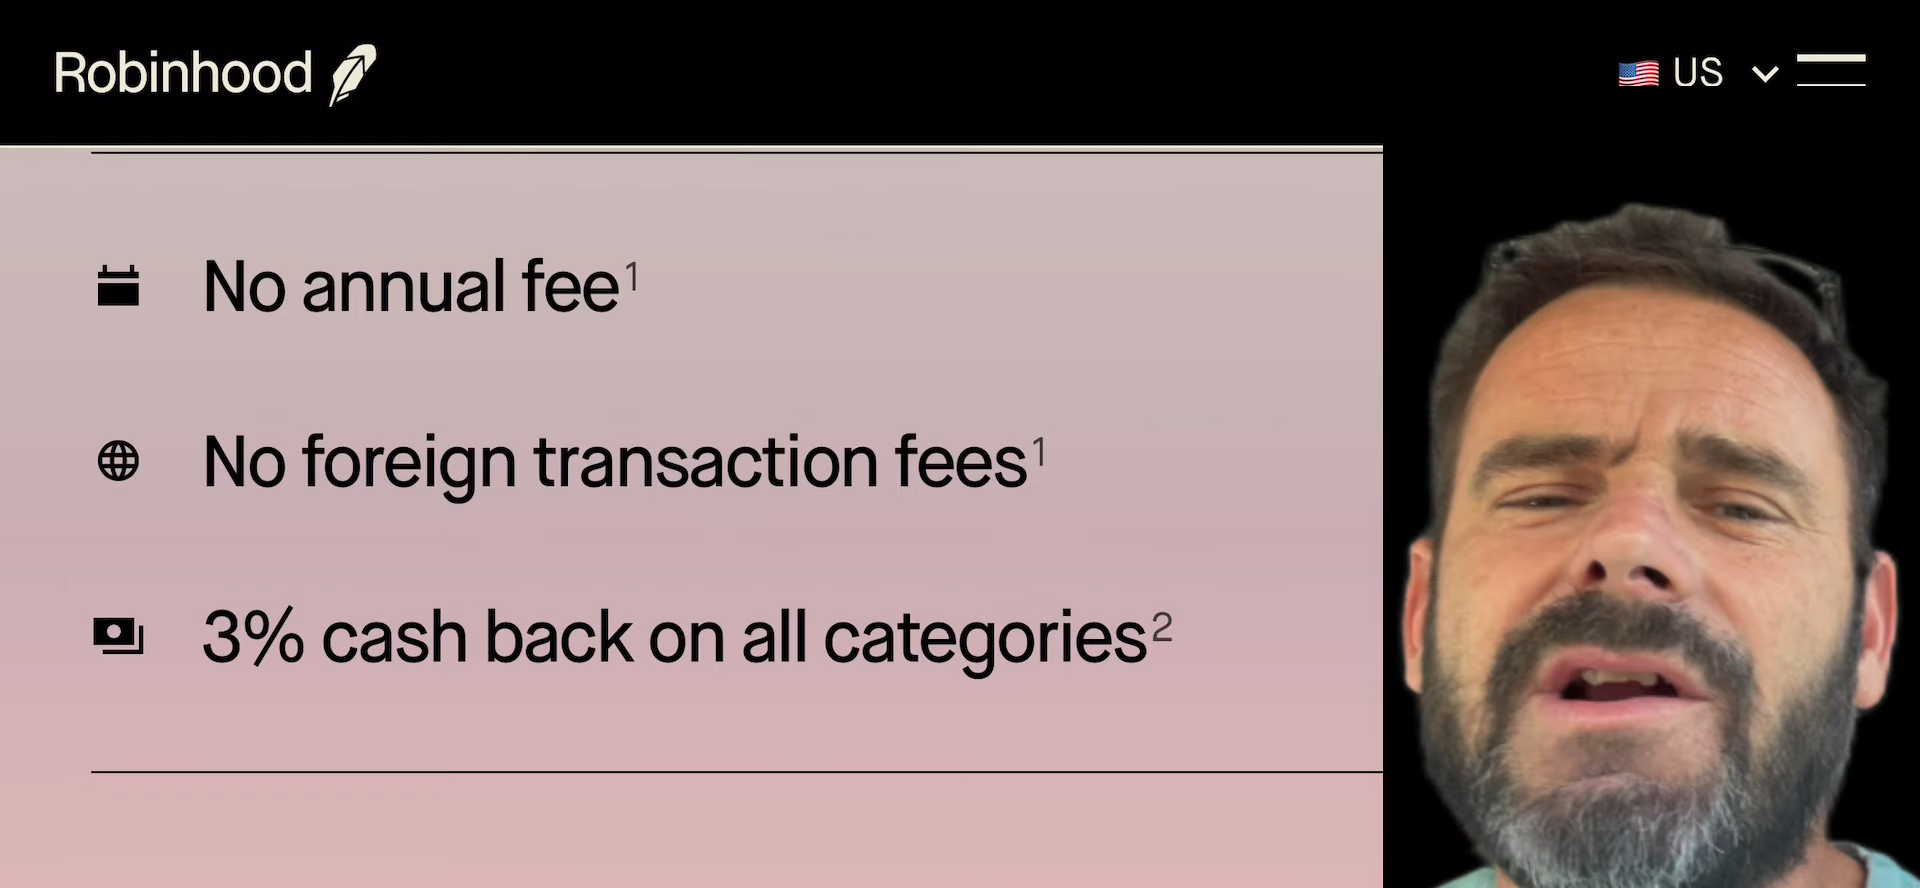 Robinhood
US
No annual fee¹
No foreign transaction fees¹
3% cash back on all categories²